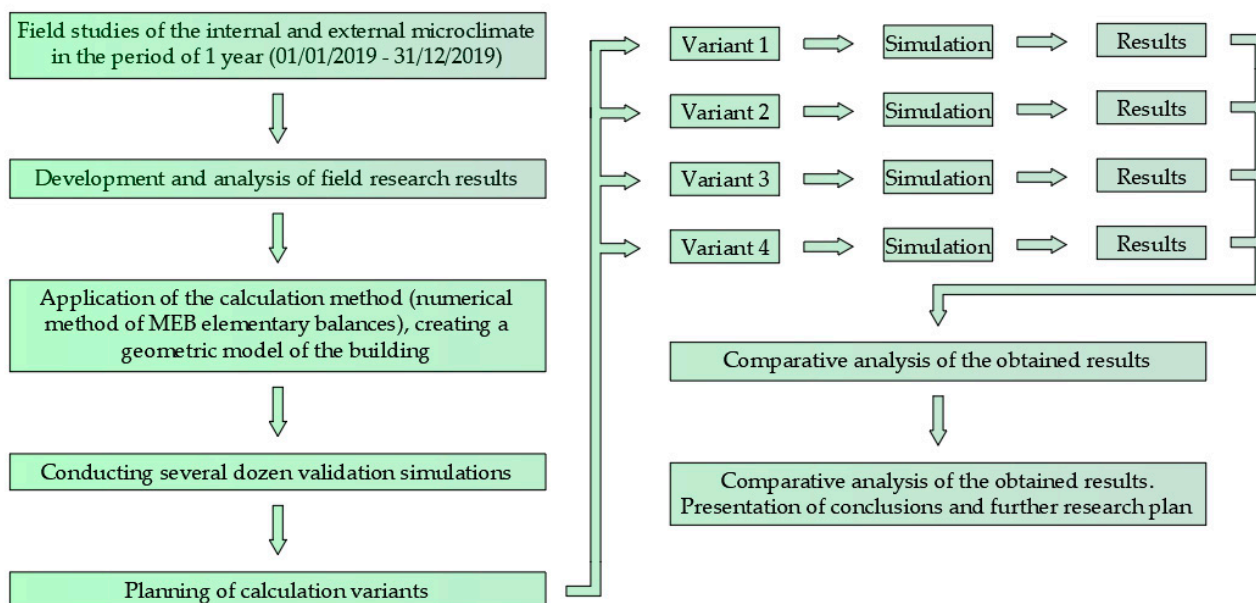 Field studies of the internal and external microclimate
in the period of 1 year (01/01/2019 - 31/12/2019)
Development and analysis of field research results
Application of the calculation method (numerical
method of MEB elementary balances), creating a
geometric model of the building
Conducting several dozen validation simulations
Planning of calculation variants
Variant 1
Simulation
Results
Variant 2
Simulation
Results
Variant 3
Simulation
Results
Variant 4
Simulation
Results
Comparative analysis of the obtained results
Comparative analysis of the obtained results.
Presentation of conclusions and further research plan